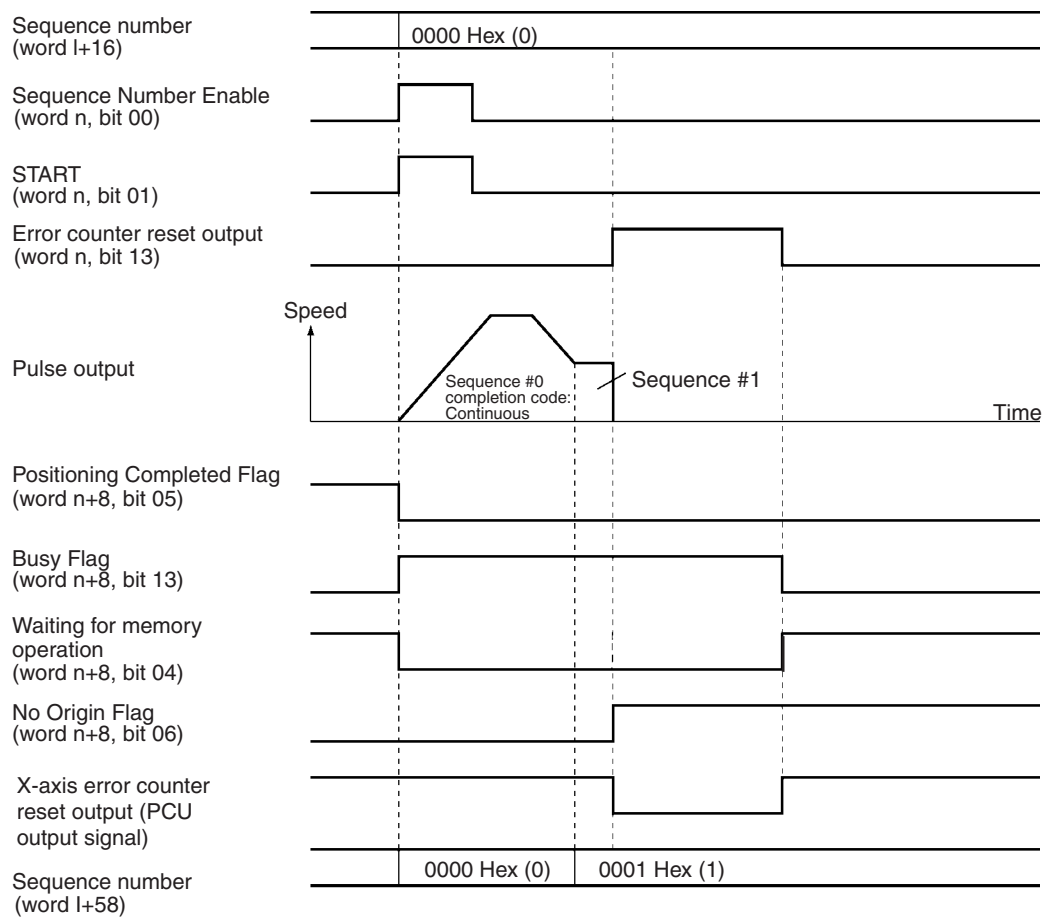 Sequence number
(word l+16)
0000 Hex (0)
Sequence Number Enable
(word n, bit 00)
START
(word n, bit 01)
Error counter reset output
(word n, bit 13)
Speed
Pulse output
Sequence #0
completion code:
Continuous
Sequence #1
Time
Positioning Completed Flag
(word n+8, bit 05)
Busy Flag
(word n+8, bit 13)
Waiting for memory
operation
(word n+8, bit 04)
No Origin Flag
(word n+8, bit 06)
X-axis error counter
reset output (PCU
output signal)
0000 Hex (0)
0001 Hex (1)
Sequence number
(word l+58)